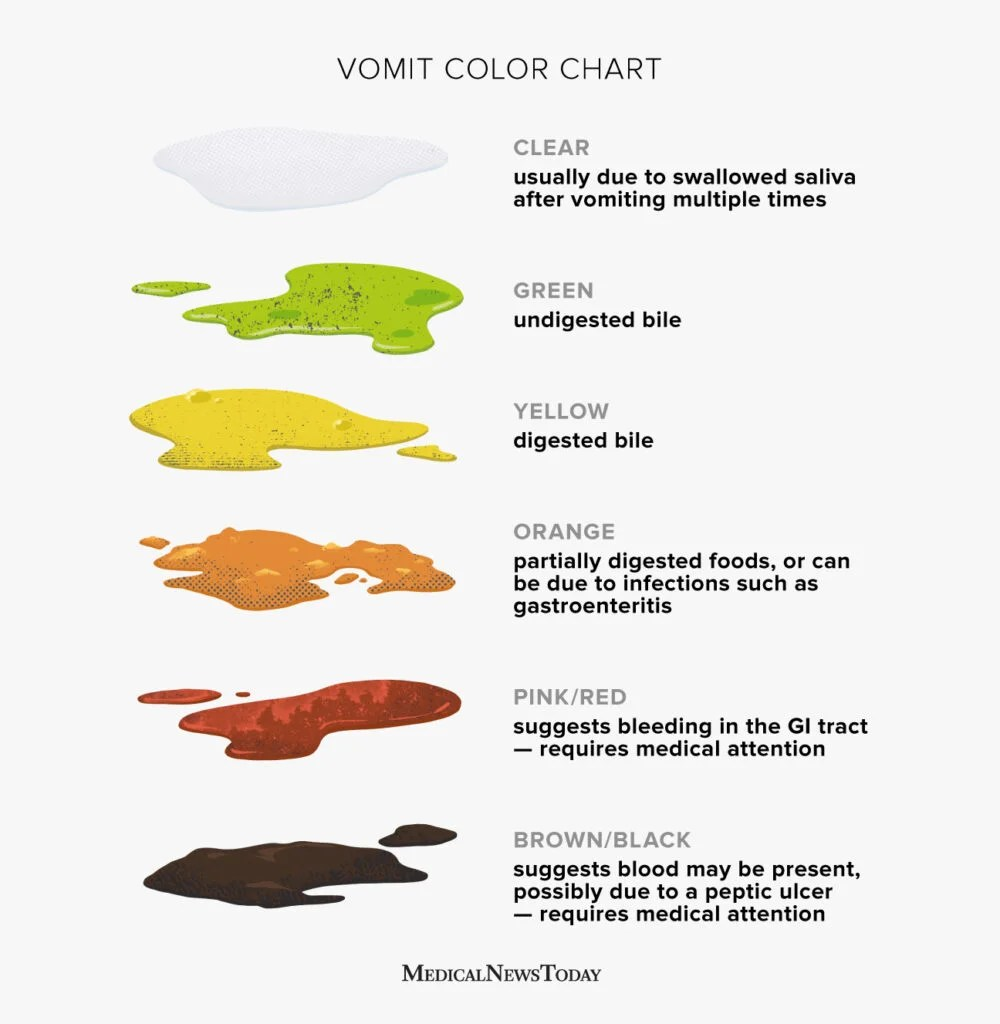 VOMIT COLOR CHART
CLEAR
usually due to swallowed saliva
after vomiting multiple times
GREEN
undigested bile
YELLOW
digested bile
ORANGE
partially digested foods, or can
be due to infections such as
gastroenteritis
PINK/RED
suggests bleeding in the GI tract
— requires medical attention
BROWN/BLACK
suggests blood may be present,
possibly due to a peptic ulcer
— requires medical attention
MEDICALNEWSTODAY